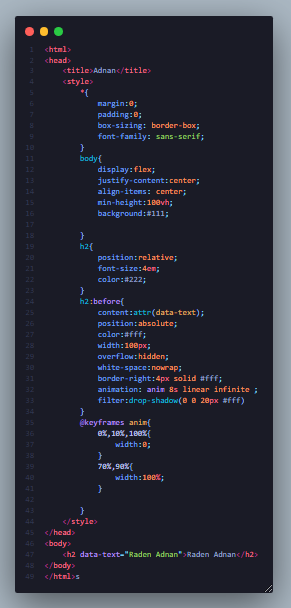 1 <html>
2 <head>
3 <title>Adnan</title>
4 <style>
5 *{
6 margin:0;
7 padding:0;
8 box-sizing: border-box;
9 font-family: sans-serif;
10 }
11 body{
12 display:flex;
13 justify-content:center;
14 align-items: center;
15 min-height:100vh;
16 background:#111;
17
18 }
19 h2{
20 position:relative;
21 font-size:4em;
22 color:#222;
23 }
24 h2:before{
25 content:attr(data-text);
26 position:absolute;
27 color:#fff;
28 width:100px;
29 overflow:hidden;
30 white-space:nowrap;
31 border-right:4px solid #fff;
32 animation: anim 8s linear infinite ;
33 filter:drop-shadow(0 0 20px #fff)
34 }
35 @keyframes anim{
36 0%,10%,100%{
37 width:0;
38 }
39 70%,90%{
40 width:100%;
41 }
42
43 }
44 </style>
45 </head>
46 <body>
47 <h2 data-text="Raden Adnan">Raden Adnan</h2>
48 </body>
49 </html>s